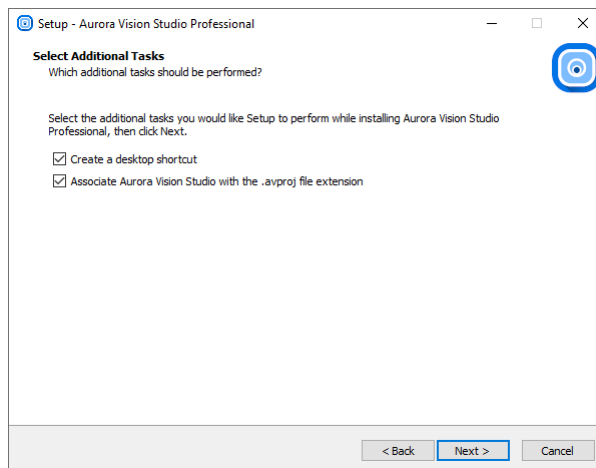 Setup - Aurora Vision Studio Professional
Select Additional Tasks
Which additional tasks should be performed?
Select the additional tasks you would like Setup to perform while installing Aurora Vision Studio
Professional, then click Next.
Create a desktop shortcut
Associate Aurora Vision Studio with the .avproj file extension
< Back Next > Cancel